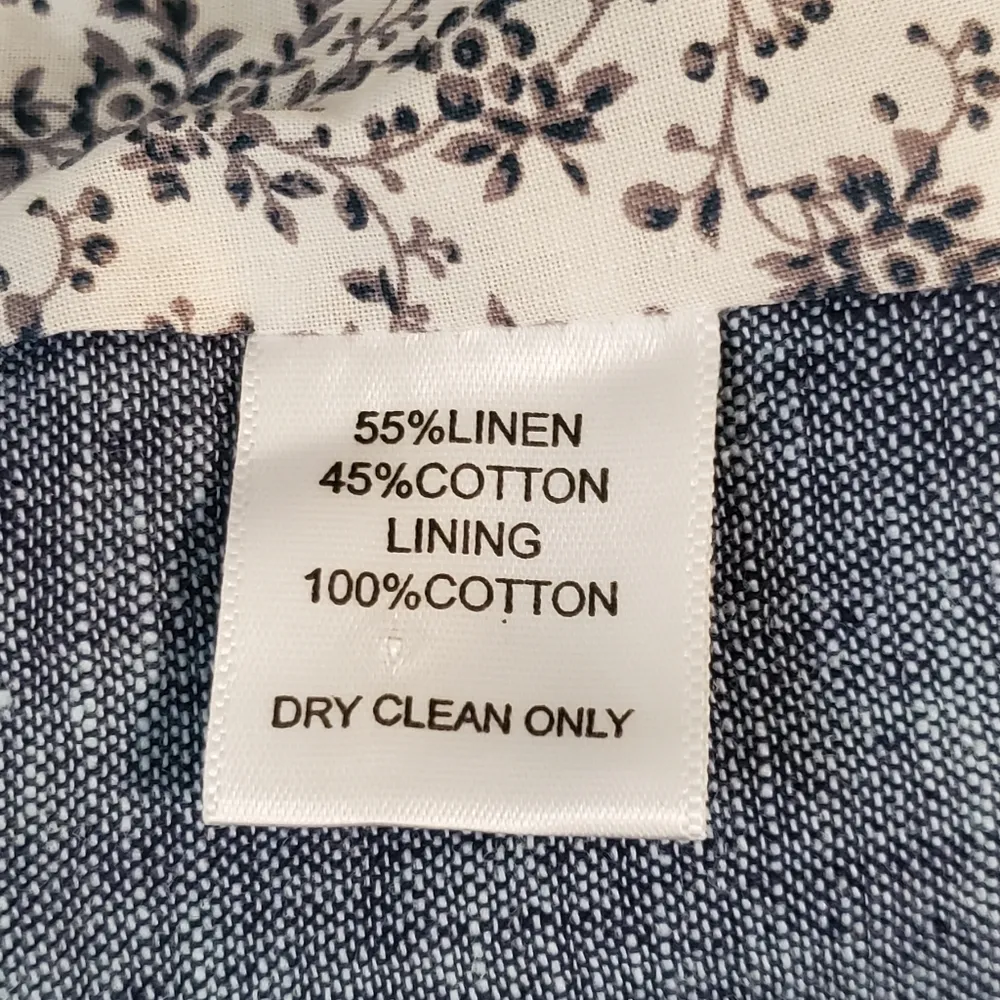 55%LINEN
45%COTTON
LINING
100%COTTON
DRY CLEAN ONLY